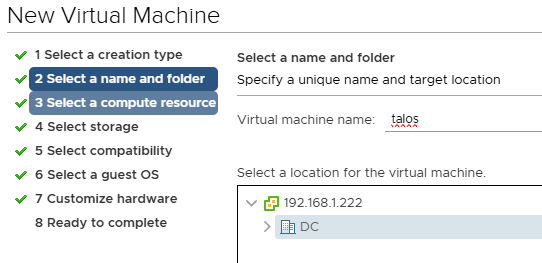 New Virtual Machine
1 Select a creation type
2 Select a name and folder
3 Select a compute resource
4 Select storage
5 Select compatibility
6 Select a guest OS
7 Customize hardware
8 Ready to complete
Select a name and folder
Specify a unique name and target location
Virtual machine name: talos
Select a location for the virtual machine.
192.168.1.222
DC